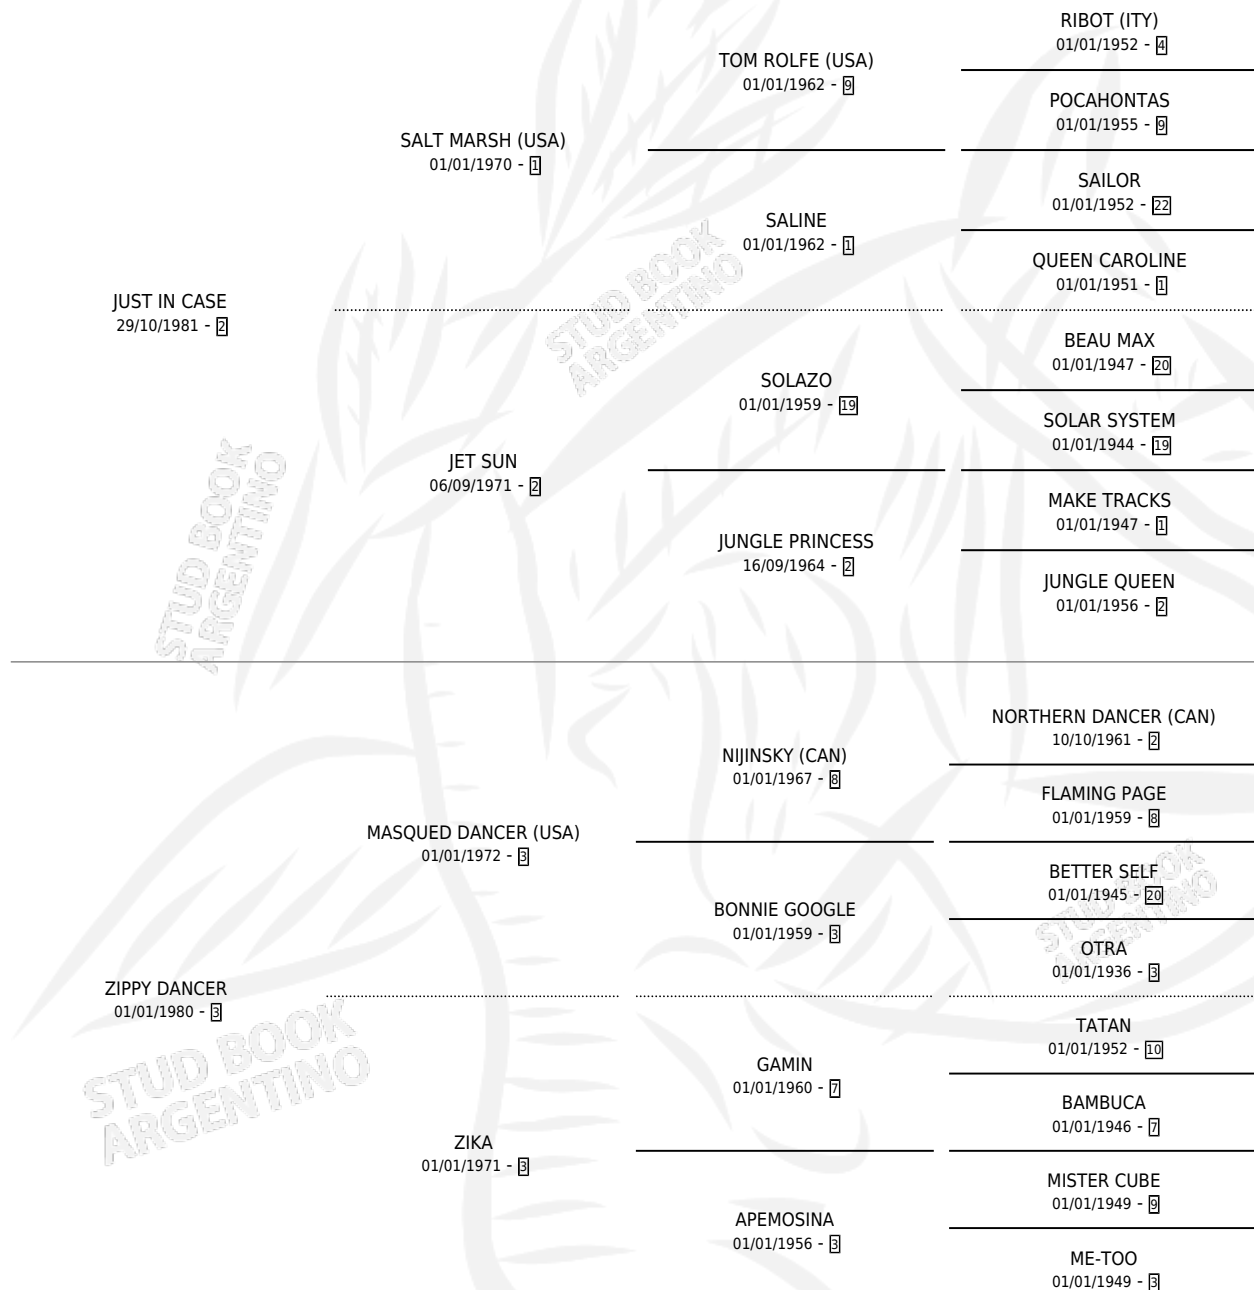 RIBOT (ITY)
01/01/1952 - 4
TOM ROLFE (USA)
01/01/1962 - 9
POCAHONTAS
01/01/1955 - 9
SALT MARSH (USA)
01/01/1970 - 1
SAILOR
01/01/1952 - 22
SALINE
01/01/1962 - 1
QUEEN CAROLINE
01/01/1951 - 1
JUST IN CASE
29/10/1981 - 2
BEAU MAX
01/01/1947 - 20
SOLAZO
01/01/1959 - 19
SOLAR SYSTEM
01/01/1944 - 19
JET SUN
06/09/1971 - 2
MAKE TRACKS
01/01/1947 - 1
JUNGLE PRINCESS
16/09/1964 - 2
JUNGLE QUEEN
01/01/1956 - 2
NORTHERN DANCER (CAN)
10/10/1961 - 2
NIJINSKY (CAN)
01/01/1967 - 8
FLAMING PAGE
01/01/1959 - 8
MASQUED DANCER (USA)
01/01/1972 - 3
BETTER SELF
01/01/1945 - 20
BONNIE GOOGLE
01/01/1959 - 3
OTRA
01/01/1936 - 3
ZIPPY DANCER
01/01/1980 - 3
TATAN
01/01/1952 - 10
GAMIN
01/01/1960 - 7
BAMBUCA
01/01/1946 - 7
ZIKA
01/01/1971 - 3
MISTER CUBE
01/01/1949 - 9
APEMOSINA
01/01/1956 - 3
ME-TOO
01/01/1949 - 3
STUD BOOK
ARGENTINO
STUD BOOK
ARGENTINO
STUD BOOK
ARGENTINO
STUD BOOK
ARGENTINO